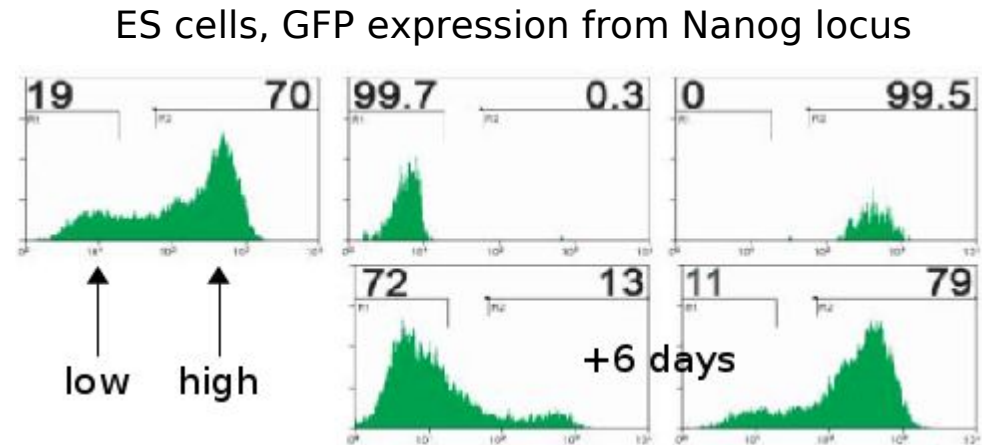 ES cells, GFP expression from Nanog locus
19 70
99.7 0.3
0 99.5
72 13
11 79
+6 days
low high